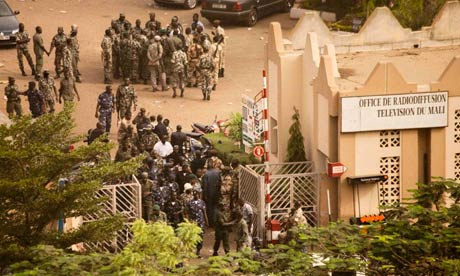 OFFICE DE RADIODIFFUSION
TELEVISION DU MALI